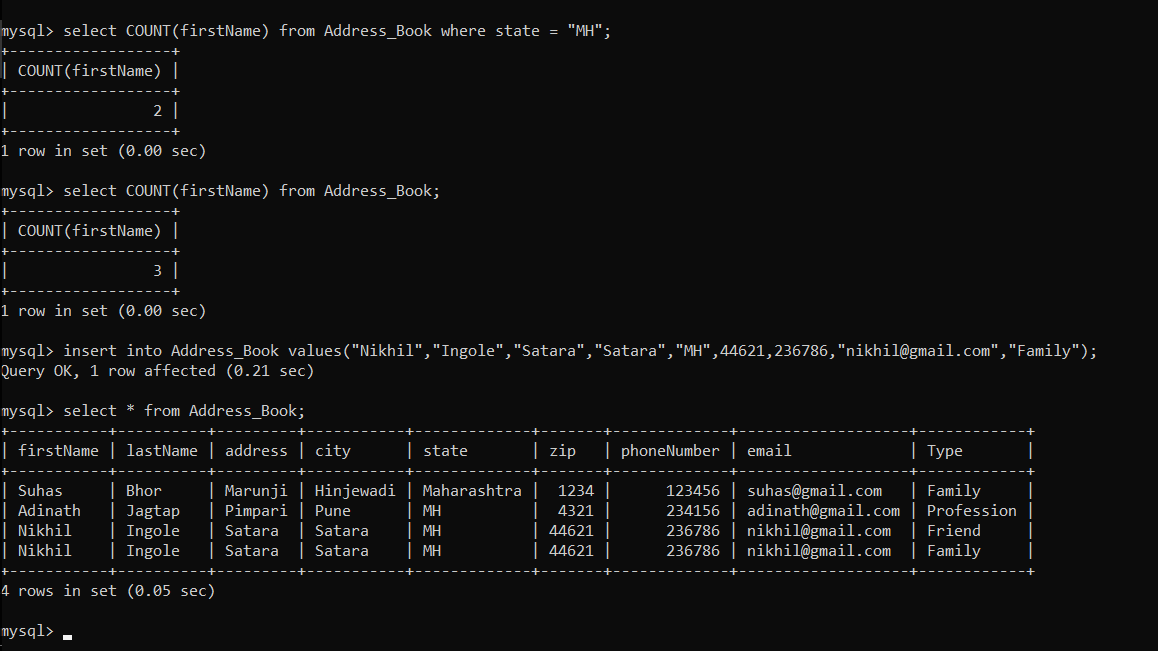 mysql> select COUNT(firstName) from Address_Book where state = "MH";
+------------------+
| COUNT(firstName) |
+------------------+
|                2 |
+------------------+
1 row in set (0.00 sec)

mysql> select COUNT(firstName) from Address_Book;
+------------------+
| COUNT(firstName) |
+------------------+
|                3 |
+------------------+
1 row in set (0.00 sec)

mysql> insert into Address_Book values("Nikhil","Ingole","Satara","Satara","MH",44621,236786,"nikhil@gmail.com","Family");
Query OK, 1 row affected (0.21 sec)

mysql> select * from Address_Book;
+-----------+----------+---------+-----------+-------------+-------+-------------+-------------------+------------+
| firstName | lastName | address | city      | state       | zip   | phoneNumber | email             | Type       |
+-----------+----------+---------+-----------+-------------+-------+-------------+-------------------+------------+
| Suhas     | Bhor     | Marunji | Hinjewadi | Maharashtra |  1234 |      123456 | suhas@gmail.com   | Family     |
| Adinath   | Jagtap   | Pimpari | Pune      | MH          |  4321 |      234156 | adinath@gmail.com | Profession |
| Nikhil    | Ingole   | Satara  | Satara    | MH          | 44621 |      236786 | nikhil@gmail.com  | Friend     |
| Nikhil    | Ingole   | Satara  | Satara    | MH          | 44621 |      236786 | nikhil@gmail.com  | Family     |
+-----------+----------+---------+-----------+-------------+-------+-------------+-------------------+------------+
4 rows in set (0.05 sec)

mysql>